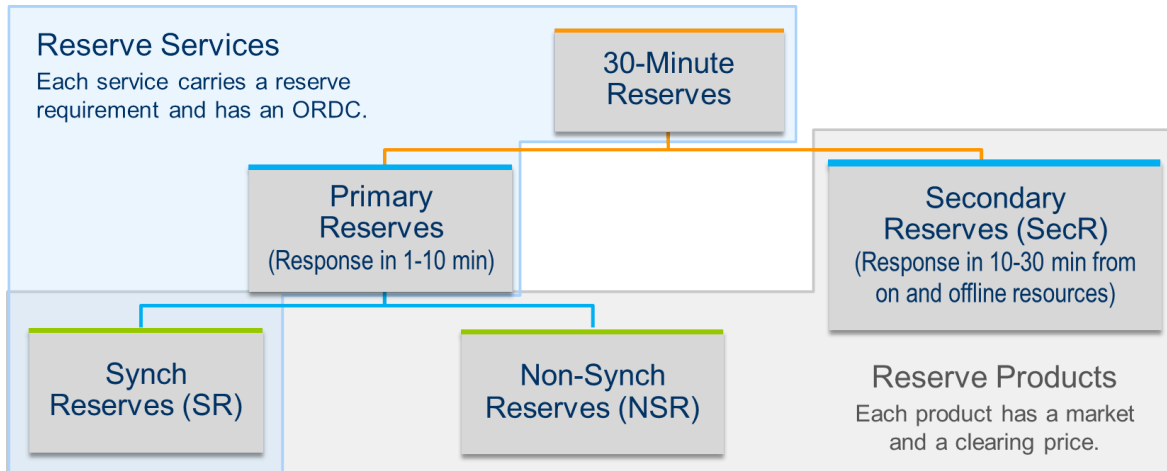 Reserve Services
Each service carries a reserve
requirement and has an ORDC.
30-Minute
Reserves
Primary
Reserves
(Response in 1-10 min)
Secondary
Reserves (SecR)
(Response in 10-30 min from
on and offline resources)
Synch
Reserves (SR)
Non-Synch
Reserves (NSR)
Reserve Products
Each product has a market
and a clearing price.